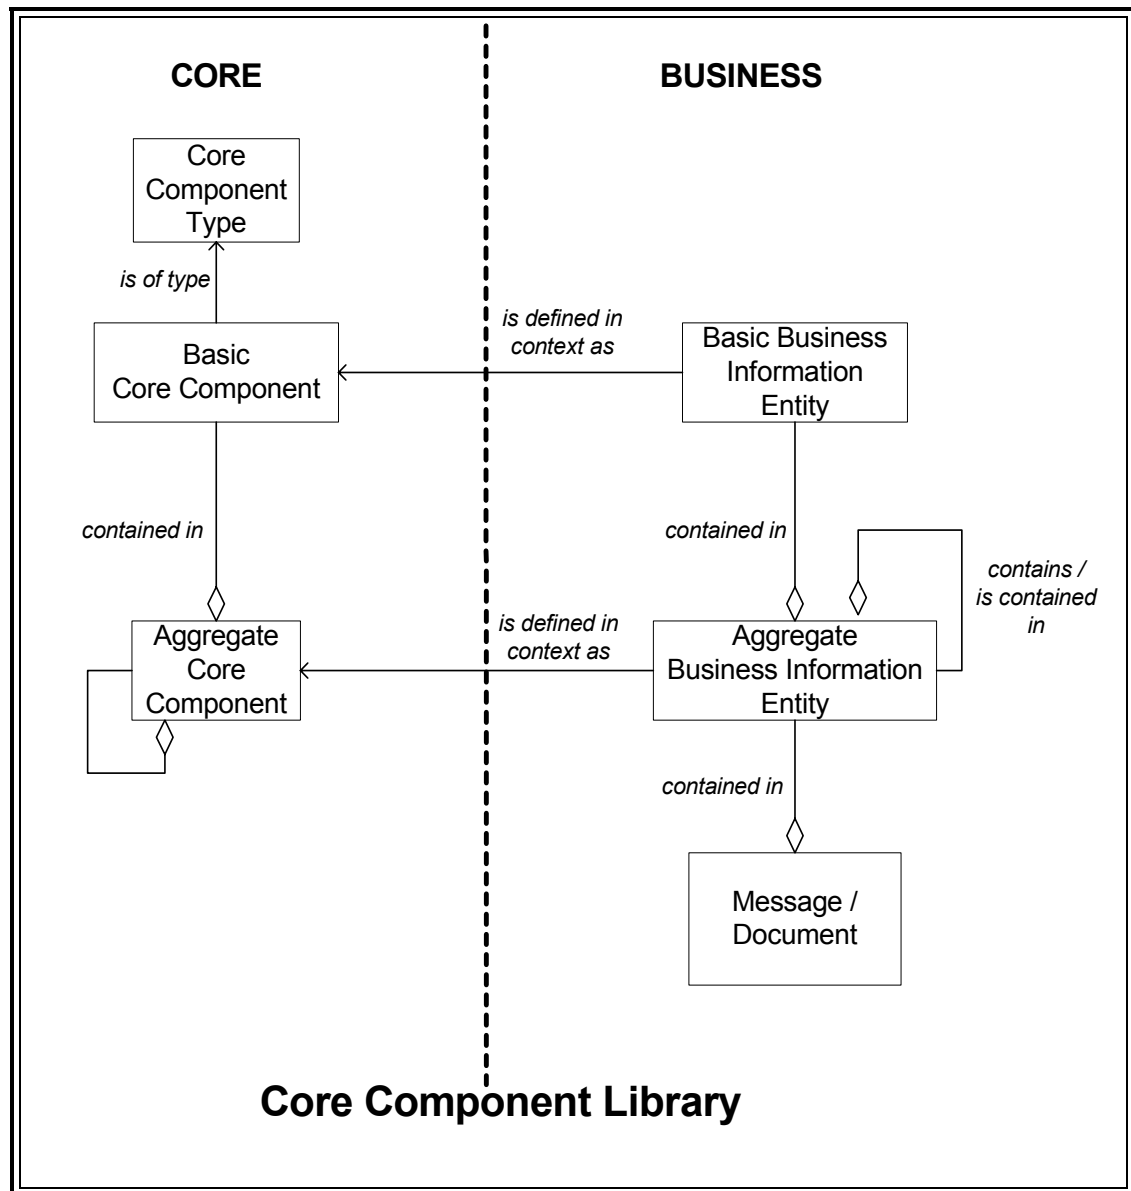 CORE
BUSINESS
Core
Component
Type
is of type
is defined in
context as
Basic
Core Component
Basic Business
Information
Entity
contained in
contained in
contains /
is contained
in
is defined in
context as
Aggregate
Core
Component
Aggregate
Business Information
Entity
contained in
Message /
Document
Core Component Library